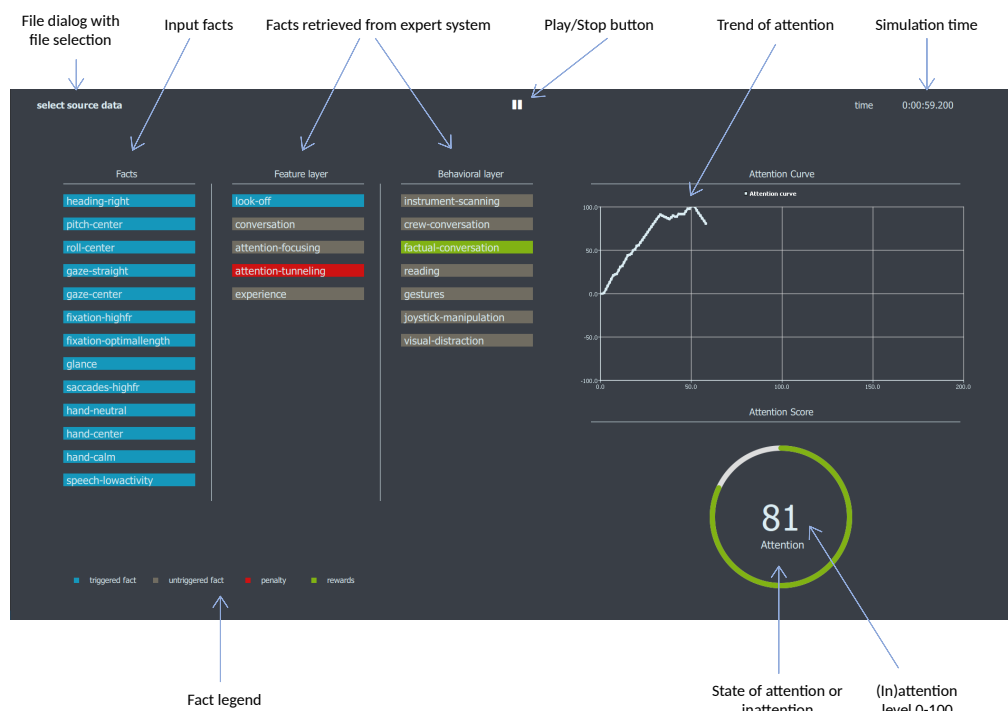 File dialog with
file selection
Input facts
Facts retrieved from expert system
Play/Stop button
Trend of attention
Simulation time
select source data
time
0:00:59.200
Facts
Feature layer
Behavioral layer
Attention Curve
heading-right
pitch-center
roll-center
gaze-straight
gaze-center
fixation-highfr
fixation-optimallength
glance
saccades-highfr
hand-neutral
hand-center
hand-calm
speech-lowactivity
look-off
conversation
attention-focusing
attention-tunneling
experience
instrument-scanning
crew-conversation
factual-conversation
reading
gestures
joystick-manipulation
visual-distraction
Attention curve
100.0
50.0
0.0
-50.0
-100.0
0.0
50.0
100.0
150.0
200.0
Attention Score
81
Attention
triggered fact
untriggered fact
penalty
rewards
Fact legend
State of attention or
inattention
(In)attention
level 0-100